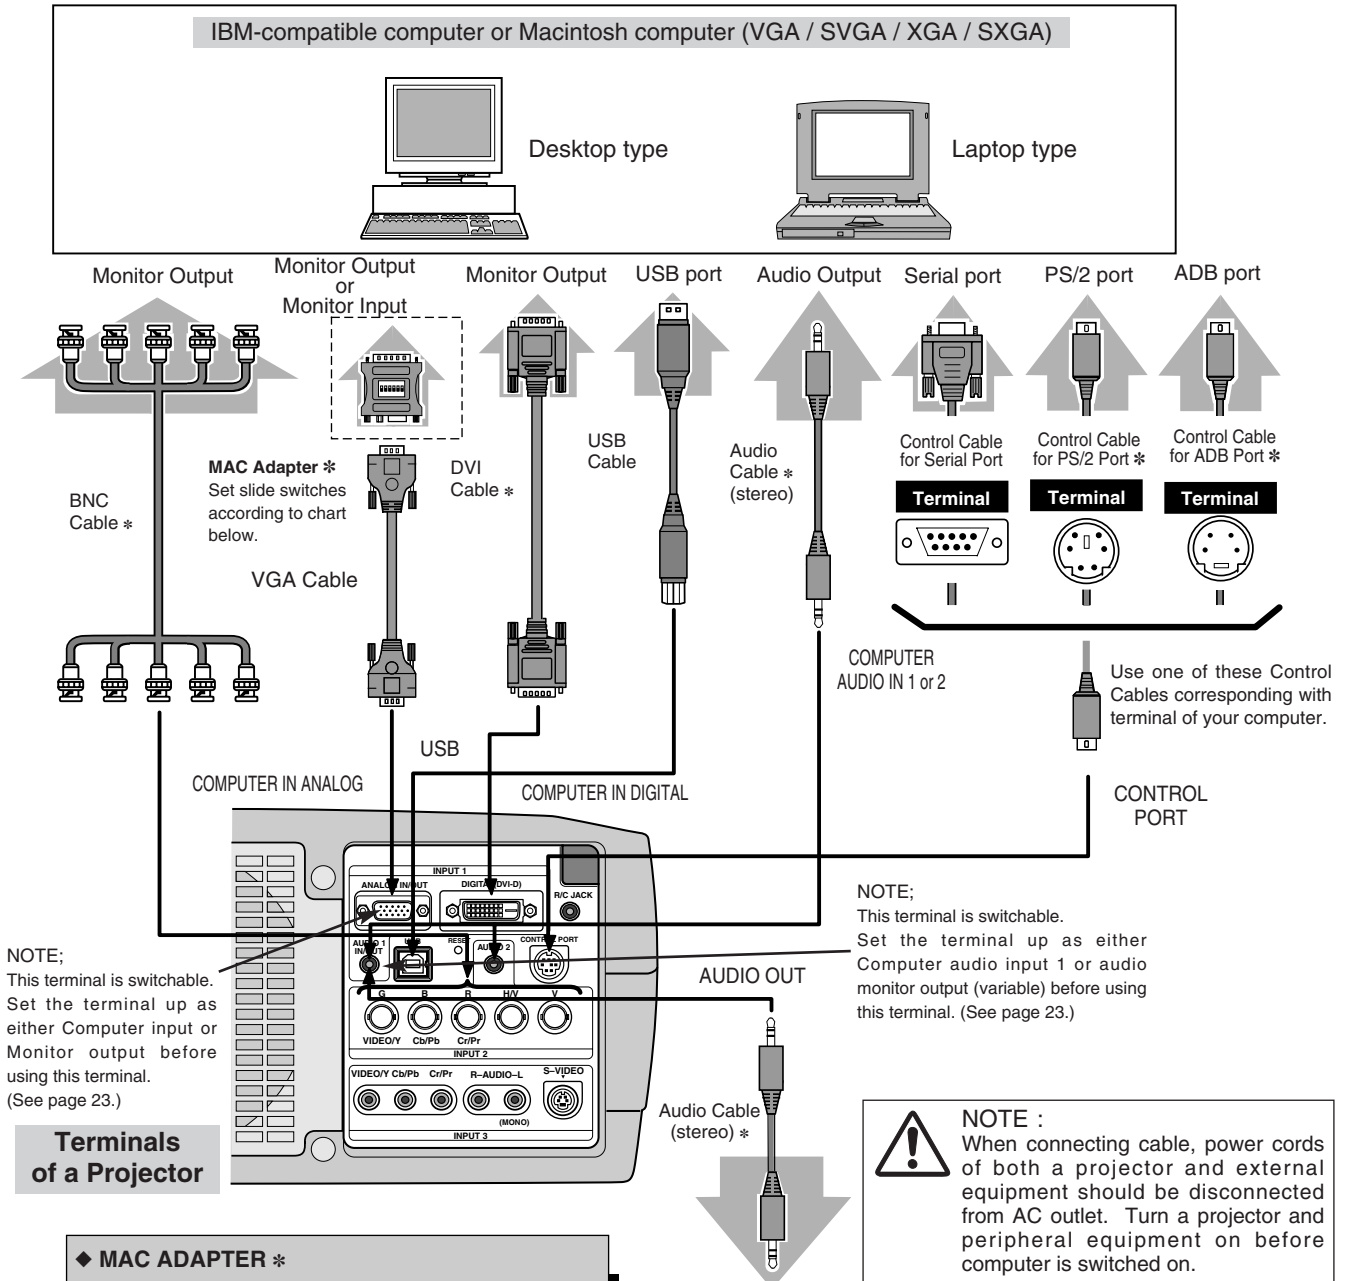 IBM-compatible computer or Macintosh computer (VGA / SVGA / XGA / SXGA)
Desktop type
Laptop type
Monitor Output
Monitor Output
or
Monitor Input
Monitor Output
USB port
Audio Output
Serial port
PS/2 port
ADB port
BNC
Cable *
MAC Adapter *
Set slide switches
according to chart
below.
VGA Cable
DVI
Cable *
USB
Cable
Audio
Cable *
(stereo)
Control Cable
for Serial Port
Control Cable
for PS/2 Port *
Control Cable
for ADB Port *
Terminal
Terminal
Terminal
COMPUTER
AUDIO IN 1 or 2
Use one of these Control
Cables corresponding with
terminal of your computer.
USB
COMPUTER IN ANALOG
COMPUTER IN DIGITAL
CONTROL
PORT
INPUT 1
ANALOG IN/OUT
DIGITAL (DVI-D)
R/C JACK
AUDIO 1
IN/OUT
USB
RESET
AUDIO 2
CONTROL PORT
G
B
R
H/V
V
VIDEO/Y
Cb/Pb
Cr/Pr
INPUT 2
VIDEO/Y
Cb/Pb
Cr/Pr
R–AUDIO–L
S–VIDEO
(MONO)
INPUT 3
NOTE;
This terminal is switchable.
Set the terminal up as
either Computer input or
Monitor output before
using this terminal.
(See page 23.)
NOTE;
This terminal is switchable.
Set the terminal up as either
Computer audio input 1 or audio
monitor output (variable) before using
this terminal. (See page 23.)
AUDIO OUT
Terminals
of a Projector
Audio Cable
(stereo) *
NOTE :
When connecting cable, power cords
of both a projector and external
equipment should be disconnected
from AC outlet. Turn a projector and
peripheral equipment on before
computer is switched on.
◆ MAC ADAPTER *